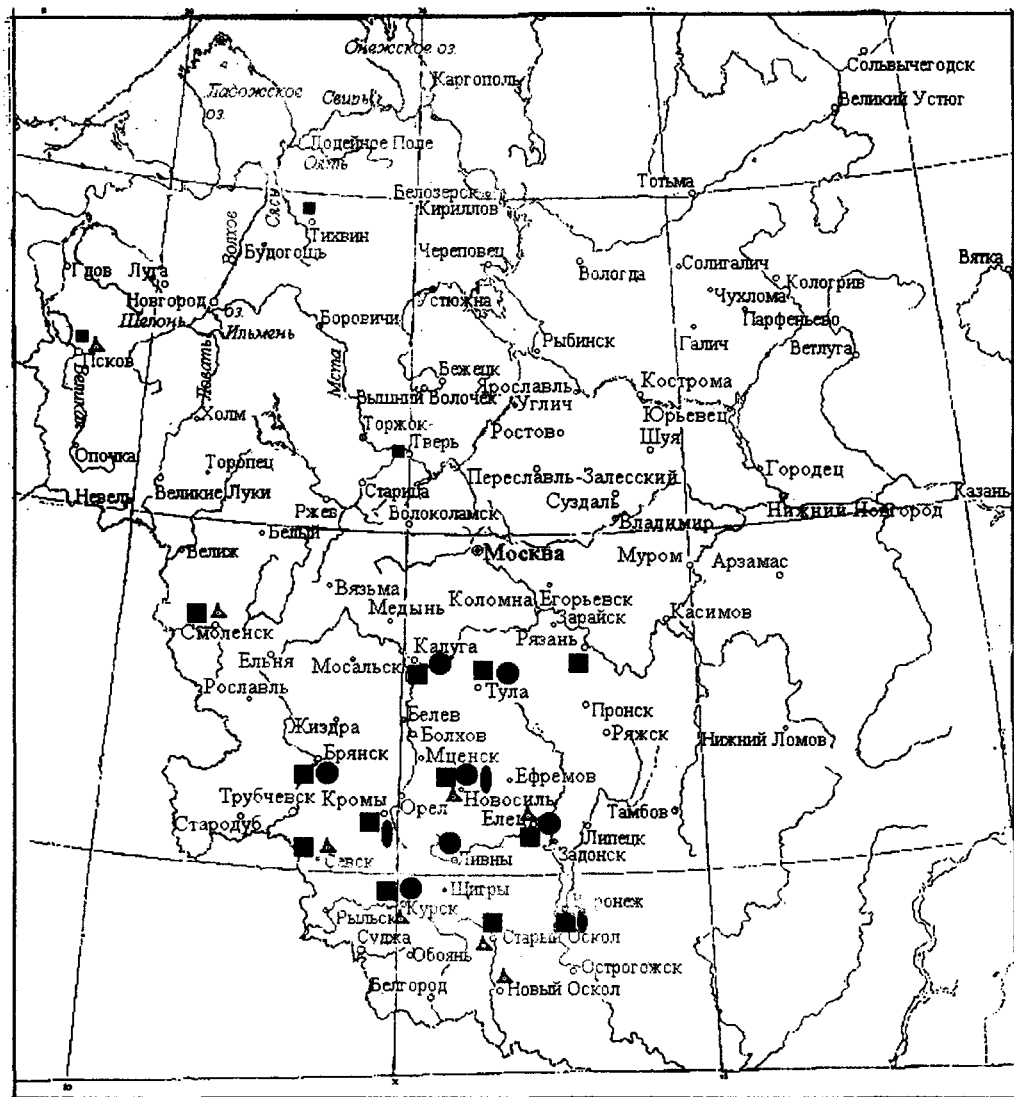 Онежское оз.
Каргополь
Сольвычегодск
Ладожское
оз.
Свирь
Великий Устюг
Лодейное Поле
Оять
Белозерск
Кириллов
Тотьма
Сясь
Волхов
Тихвин
Будогощь
Череповец
Вологда
Солигалич
Вятка
Гдов
Луга
Кологрив
Новгород
оз.
Устюжна
Чухлома
Шелонь
Ильмень
Боровичи
Парфеньево
Псков
Рыбинск
Галич
Ветлуга
Великая
Ловать
Мста
Бежецк
Ярославль
Кострома
Вышний Волочек
Углич
Юрьевец
Холм
Торжок
Тверь
Ростов
Шуя
Опочка
Торопец
Переславль-Залесский
Городец
Невель
Великие Луки
Старица
Суздаль
Казань
Ржев
Волоколамск
Владимир
Нижний Новгород
Белый
Велиж
Москва
Муром
Арзамас
Вязьма
Медынь
Коломна
Егорьевск
Касимов
Смоленск
Зарайск
Рязань
Ельня
Мосальск
Калуга
Рославль
Тула
Пронск
Белев
Жиздра
Болхов
Ряжск
Нижний Ломов
Брянск
Мценск
Ефремов
Трубчевск
Кромы
Орел
Новосиль
Тамбов
Стародуб
Елец
Липецк
Севск
Ливны
Задонск
Щигры
Рыльск
Курск
Суджа
Старый Оскол
Обоянь
Острогожск
Белгород
Новый Оскол